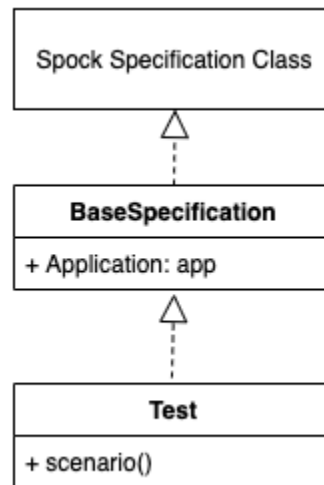 Spock Specification Class
BaseSpecification
+ Application: app
Test
+ scenario()